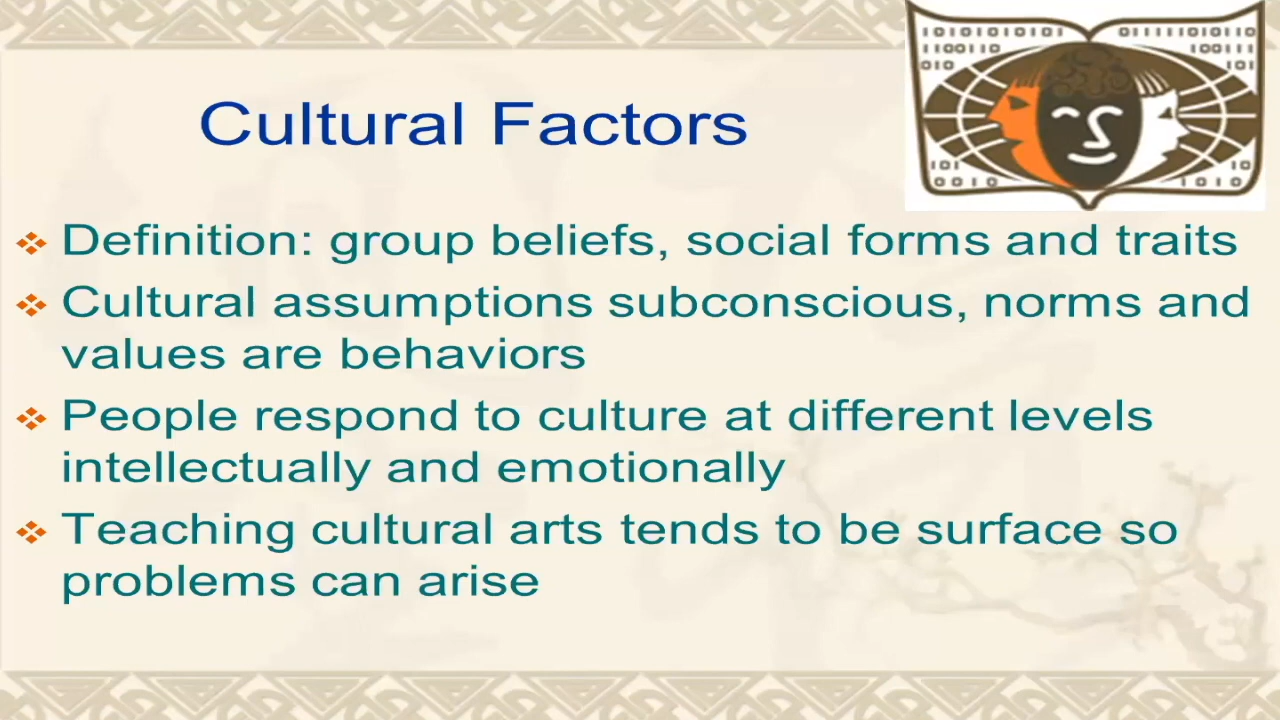 Cultural Factors
Definition: group beliefs, social forms and traits
Cultural assumptions subconscious, norms and
values are behaviors
People respond to culture at different levels
intellectually and emotionally
Teaching cultural arts tends to be surface so
problems can arise